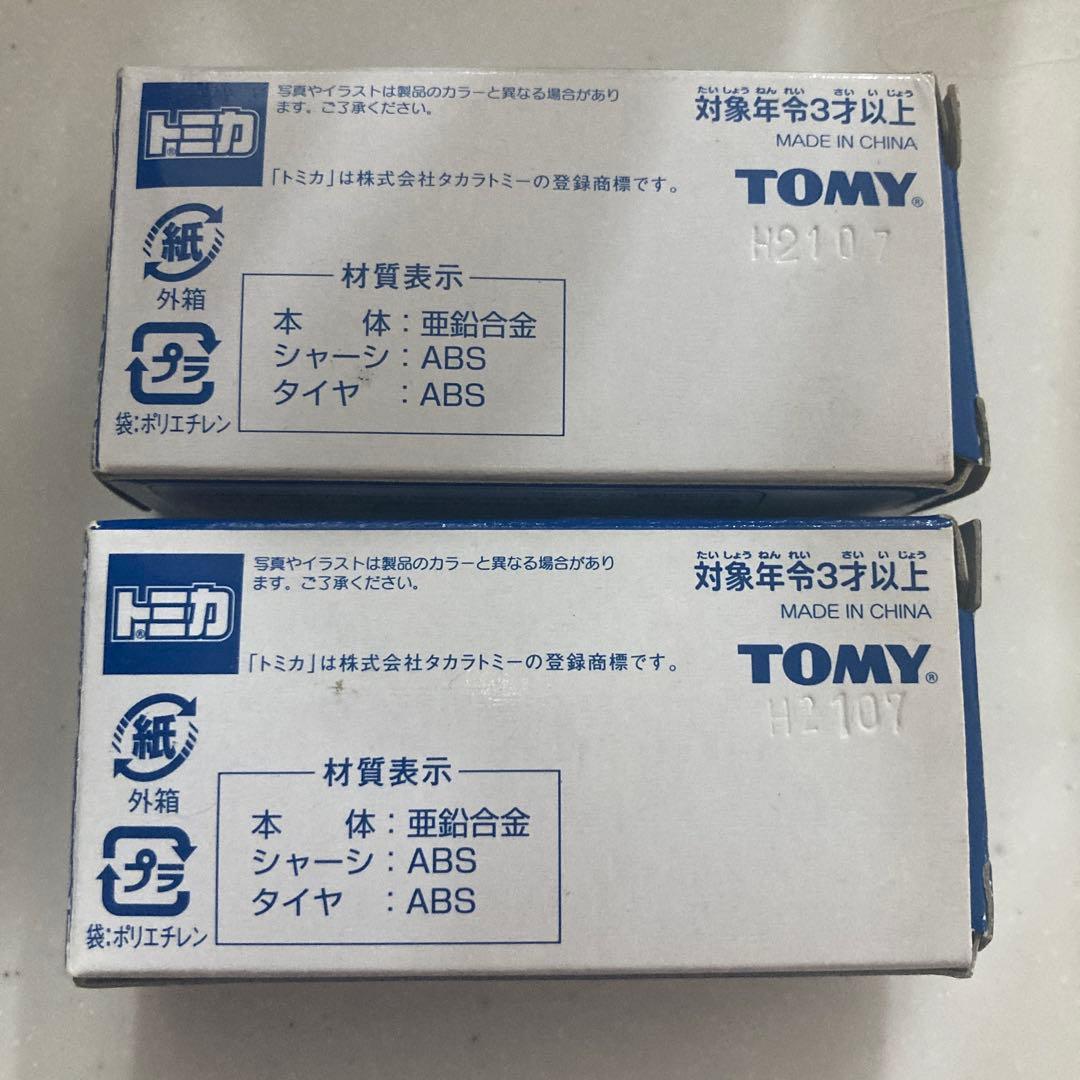 トミカ®
写真やイラストは製品のカラーと異なる場合があり
ます。ご了承ください。
「トミカ」は株式会社タカラトミーの登録商標です。
たいしょう ねん れい さい い じょう
対象年令3才以上
MADE IN CHINA
TOMY®
H2107
紙
外箱
プラ
袋:ポリエチレン
材質表示
本 体:亜鉛合金
シャーシ:ABS
タイヤ :ABS
トミカ®
写真やイラストは製品のカラーと異なる場合があり
ます。ご了承ください。
「トミカ」は株式会社タカラトミーの登録商標です。
たい しょう ねん れい さい い じょう
対象年令3才以上
MADE IN CHINA
TOMY®
H2107
紙
外箱
プラ
袋:ポリエチレン
材質表示
本 体:亜鉛合金
シャーシ:ABS
タイヤ :ABS